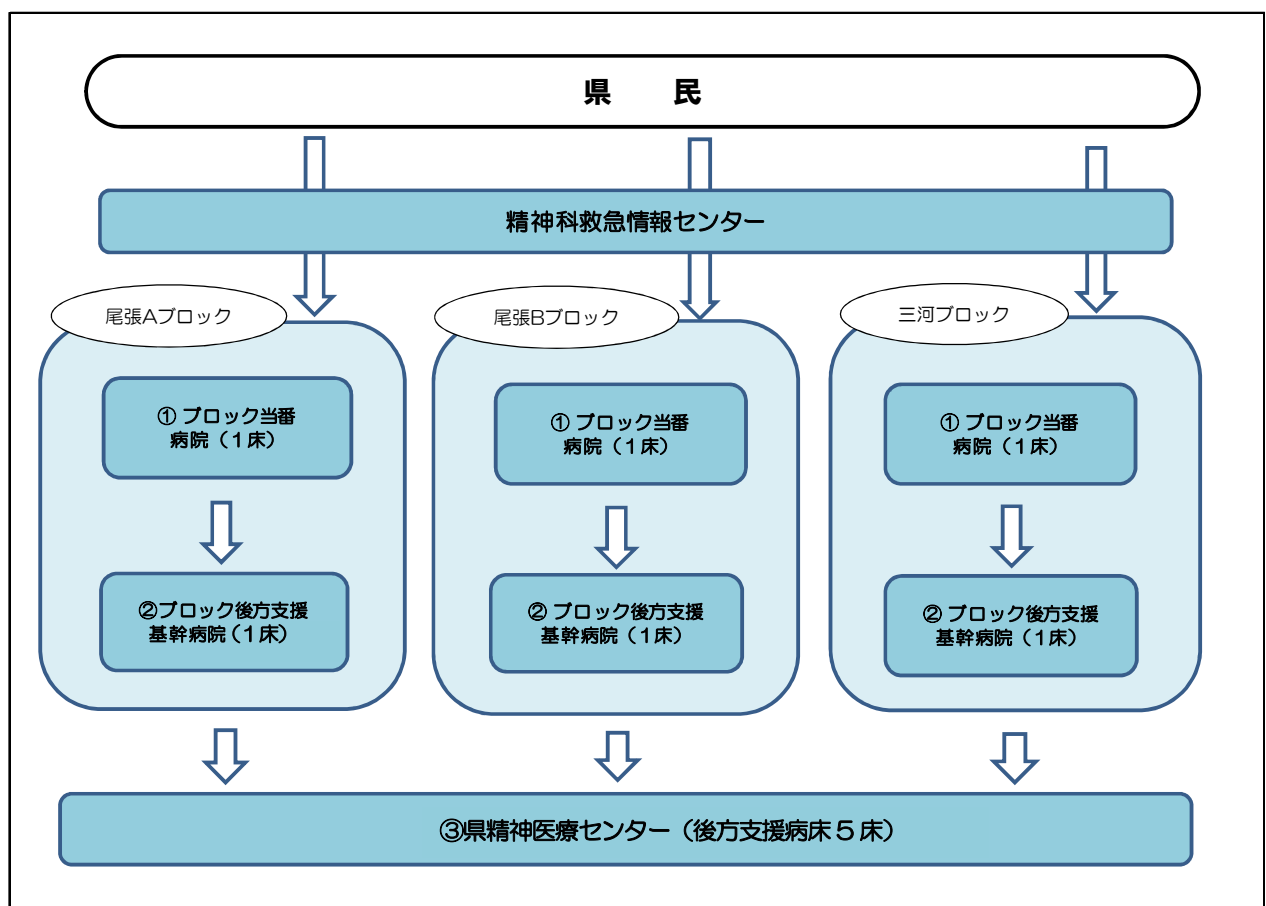 県　　民
精神科救急情報センター
尾張Aブロック
① ブロック当番
病院（１床）
②ブロック後方支援
基幹病院（１床）
尾張Bブロック
① ブロック当番
病院（１床）
② ブロック後方支援
基幹病院（１床）
三河ブロック
① ブロック当番
病院（１床）
② ブロック後方支援
基幹病院（１床）
③県精神医療センター（後方支援病床５床）